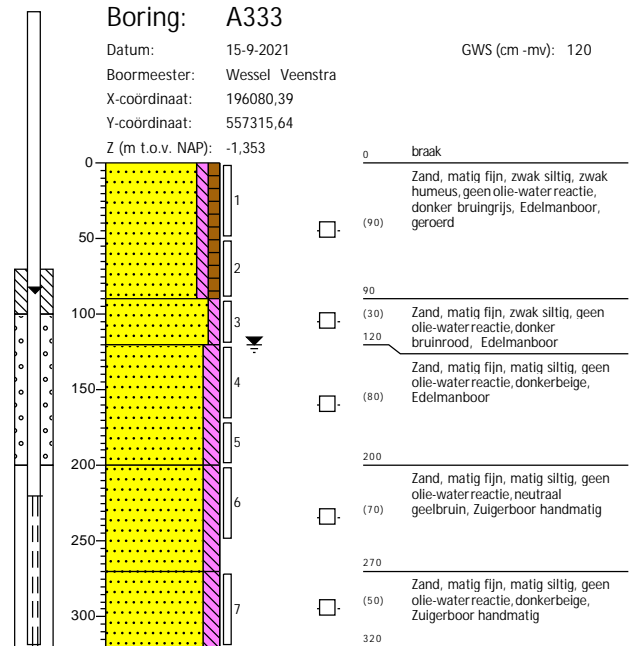 Boring: A333
Datum: 15-9-2021 GWS (cm -mv): 120
Boormeester: Wessel Veenstra
X-coördinaat: 196080,39
Y-coördinaat: 557315,64
Z (m t.o.v. NAP): -1,353
0
50
100
150
200
250
300
1
2
3
4
5
6
7
0 braak
Zand, matig fijn, zwak siltig, zwak
humeus, geen olie-water reactie,
(90) donker bruingrijs, Edelmanboor,
geroerd
90
(30) Zand, matig fijn, zwak siltig, geen
olie-water reactie, donker
120 bruinrood, Edelmanboor
Zand, matig fijn, matig siltig, geen
olie-water reactie, donkerbeige,
(80) Edelmanboor
200
Zand, matig fijn, matig siltig, geen
olie-water reactie, neutraal
(70) geelbruin, Zuigerboor handmatig
270
Zand, matig fijn, matig siltig, geen
(50) olie-water reactie, donkerbeige,
Zuigerboor handmatig
320